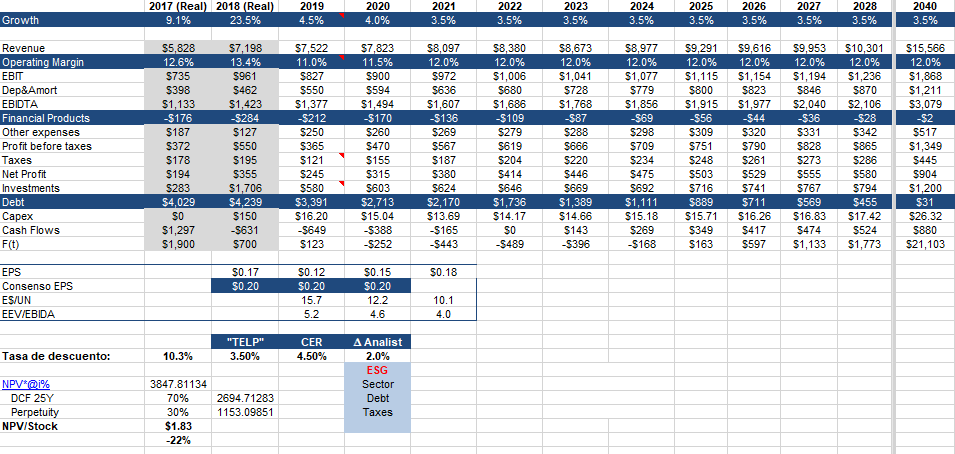 2017 (Real) 2018 (Real) 2019 2020 2021 2022 2023 2024 2025 2026 2027 2028 2040
Growth 9.1% 23.5% 4.5% 4.0% 3.5% 3.5% 3.5% 3.5% 3.5% 3.5% 3.5% 3.5% 3.5%
Revenue $5,828 $7,198 $7,522 $7,823 $8,097 $8,380 $8,673 $8,977 $9,291 $9,616 $9,953 $10,301 $15,566
Operating Margin 12.6% 13.4% 11.0% 11.5% 12.0% 12.0% 12.0% 12.0% 12.0% 12.0% 12.0% 12.0% 12.0%
EBIT $735 $961 $827 $900 $972 $1,006 $1,041 $1,077 $1,115 $1,154 $1,194 $1,236 $1,868
Dep&Amort $398 $462 $550 $594 $636 $680 $728 $779 $800 $823 $846 $870 $1,211
EBIDTA $1,133 $1,423 $1,377 $1,494 $1,607 $1,686 $1,768 $1,856 $1,915 $1,977 $2,040 $2,106 $3,079
Financial Products -$176 -$284 -$212 -$170 -$136 -$109 -$87 -$69 -$56 -$44 -$36 -$28 -$2
Other expenses $187 $127 $250 $260 $269 $279 $288 $298 $309 $320 $331 $342 $517
Profit before taxes $372 $550 $365 $470 $567 $619 $666 $709 $751 $790 $828 $865 $1,349
Taxes $178 $195 $121 $155 $187 $204 $220 $234 $248 $261 $273 $286 $445
Net Profit $194 $355 $245 $315 $380 $414 $446 $475 $503 $529 $555 $580 $904
Investments $283 $1,706 $580 $603 $624 $646 $669 $692 $716 $741 $767 $794 $1,200
Debt $4,029 $4,239 $3,391 $2,713 $2,170 $1,736 $1,389 $1,111 $889 $711 $569 $455 $31
Capex $0 $150 $16.20 $15.04 $13.69 $14.17 $14.66 $15.18 $15.71 $16.26 $16.83 $17.42 $26.32
Cash Flows $1,297 -$631 -$649 -$388 -$165 $0 $143 $269 $349 $417 $474 $524 $880
F(t) $1,900 $700 $123 -$252 -$443 -$489 -$396 -$168 $163 $597 $1,133 $1,773 $21,103
EPS $0.17 $0.12 $0.15 $0.18
Consenso EPS $0.20 $0.20 $0.20
E$/UN 15.7 12.2 10.1
EEV/EBIDA 5.2 4.6 4.0
"TELP" CER Δ Analist
Tasa de descuento: 10.3% 3.50% 4.50% 2.0%
ESG
NPV*@i% 3847.81134 Sector
DCF 25Y 70% 2694.71283 Debt
Perpetuity 30% 1153.09851 Taxes
NPV/Stock $1.83
-22%